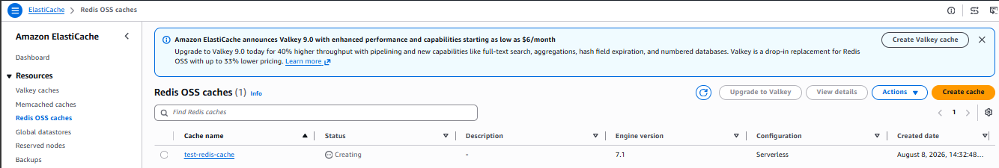 ElastiCache > Redis OSS caches
Amazon ElastiCache
Dashboard
Resources
Valkey caches
Memcached caches
Redis OSS caches
Global datastores
Reserved nodes
Backups
Amazon ElastiCache announces Valkey 9.0 with enhanced performance and capabilities starting as low as $6/month
Upgrade to Valkey 9.0 today for 40% higher throughput with pipelining and new capabilities like full-text search, aggregations, hash field expiration, and numbered databases. Valkey is a drop-in replacement for Redis
OSS with up to 33% lower pricing. Learn more
Create Valkey cache
Redis OSS caches (1) Info
Upgrade to Valkey View details Actions Create cache
Find Redis caches
1
Cache name Status Description Engine version Configuration Created date
test-redis-cache Creating - 7.1 Serverless August 8, 2026, 14:32:48...